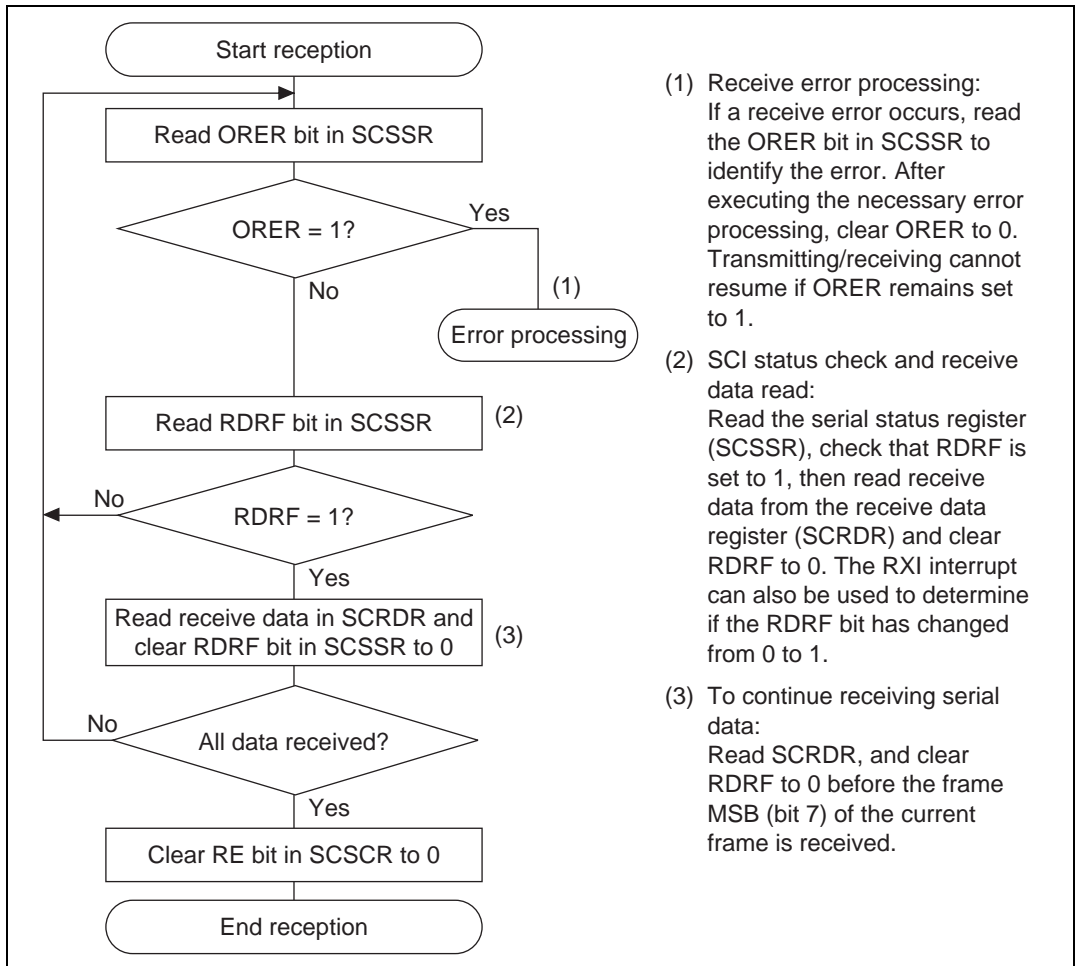 Start reception
Read ORER bit in SCSSR
ORER = 1?
Yes
No
(1)
Error processing
Read RDRF bit in SCSSR
(2)
No
RDRF = 1?
Yes
Read receive data in SCRDR and
clear RDRF bit in SCSSR to 0
(3)
No
All data received?
Yes
Clear RE bit in SCSCR to 0
End reception
(1) Receive error processing:
If a receive error occurs, read
the ORER bit in SCSSR to
identify the error. After
executing the necessary error
processing, clear ORER to 0.
Transmitting/receiving cannot
resume if ORER remains set
to 1.
(2) SCI status check and receive
data read:
Read the serial status register
(SCSSR), check that RDRF is
set to 1, then read receive
data from the receive data
register (SCRDR) and clear
RDRF to 0. The RXI interrupt
can also be used to determine
if the RDRF bit has changed
from 0 to 1.
(3) To continue receiving serial
data:
Read SCRDR, and clear
RDRF to 0 before the frame
MSB (bit 7) of the current
frame is received.